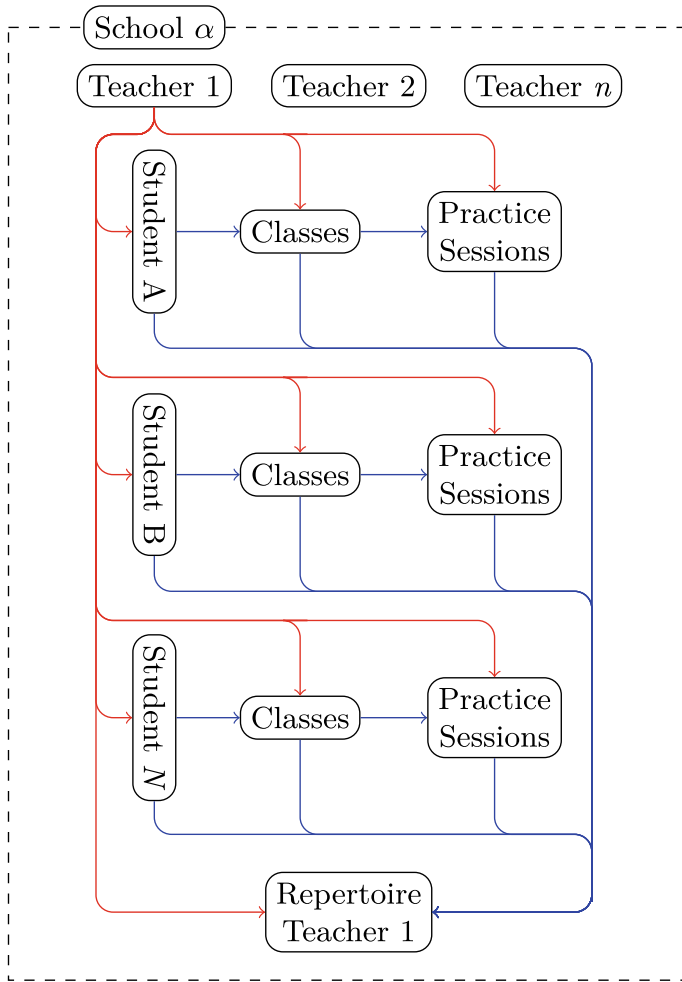 School α
Teacher 1
Teacher 2
Teacher n
Student A
Classes
Practice
Sessions
Student B
Classes
Practice
Sessions
Student N
Classes
Practice
Sessions
Repertoire
Teacher 1